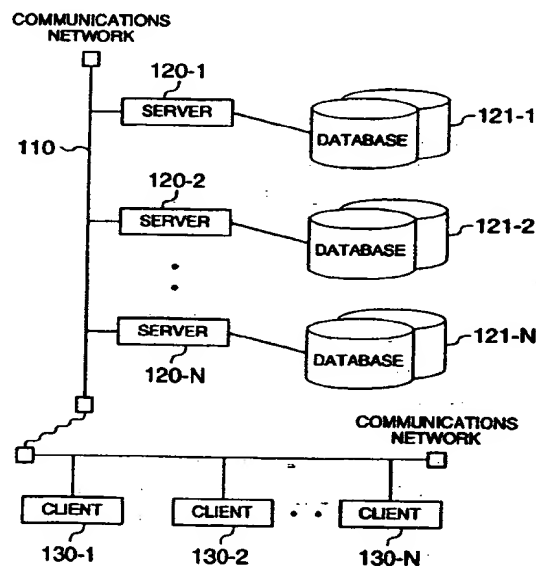 COMMUNICATIONS
NETWORK
120-1
SERVER
DATABASE
121-1
110
120-2
SERVER
DATABASE
121-2
SERVER
DATABASE
121-N
120-N
COMMUNICATIONS
NETWORK
CLIENT
CLIENT
CLIENT
130-1
130-2
130-N